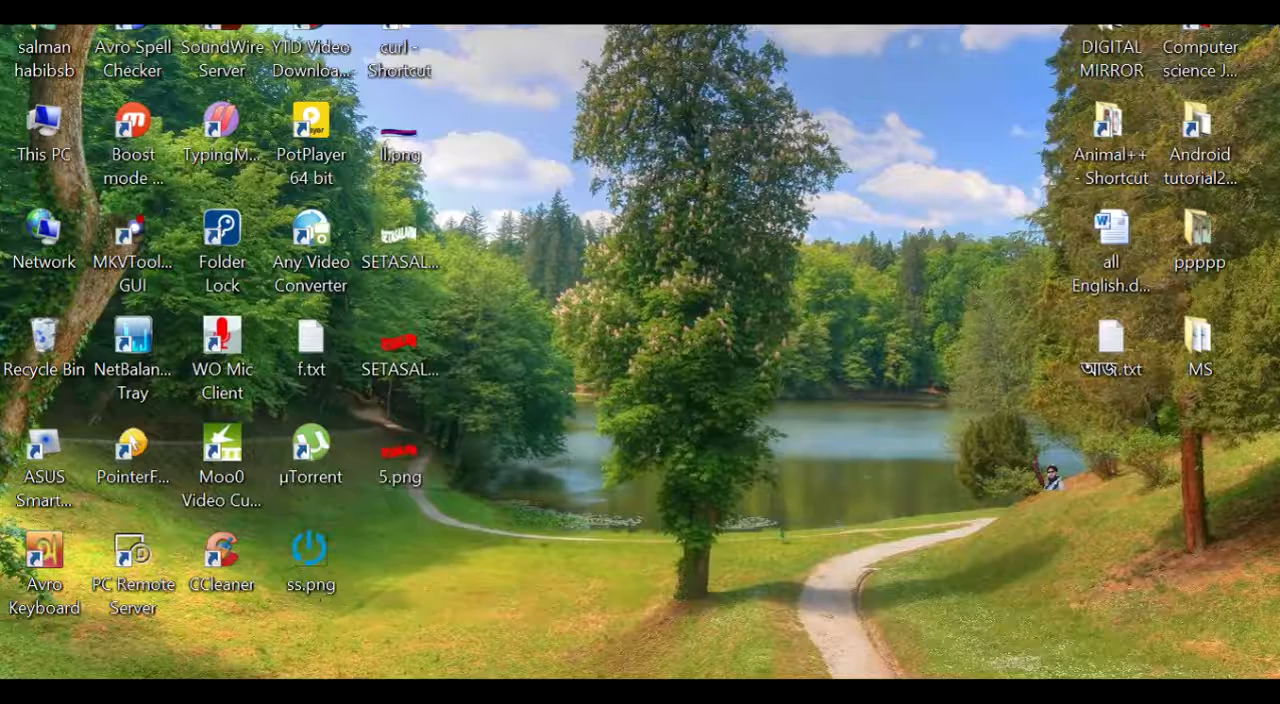 salman
habibsb
Avro Spell
Checker
SoundWire
Server
YTD Video
Downloa...
curl -
Shortcut
DIGITAL
MIRROR
Computer
science J...
This PC
Boost
mode ...
TypingM...
PotPlayer
64 bit
ll.png
Animal++
- Shortcut
Android
tutorial2...
Network
MKVTool...
GUI
Folder
Lock
Any Video
Converter
SETASAL...
all
English.d...
ppppp
Recycle Bin
NetBalan...
Tray
WO Mic
Client
f.txt
SETASAL...
আজ.txt
MS
ASUS
Smart...
PointerF...
Moo0
Video Cu...
µTorrent
5.png
Avro
Keyboard
PC Remote
Server
CCleaner
ss.png